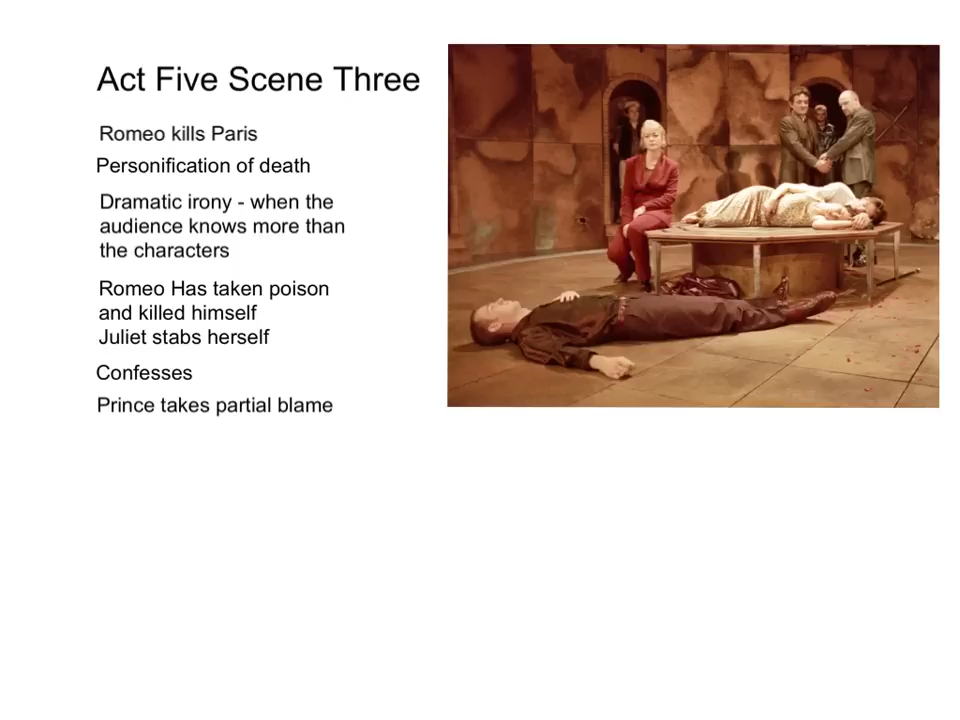 Act Five Scene Three
Romeo kills Paris
Personification of death
Dramatic irony - when the
audience knows more than
the characters
Romeo Has taken poison
and killed himself
Juliet stabs herself
Confesses
Prince takes partial blame